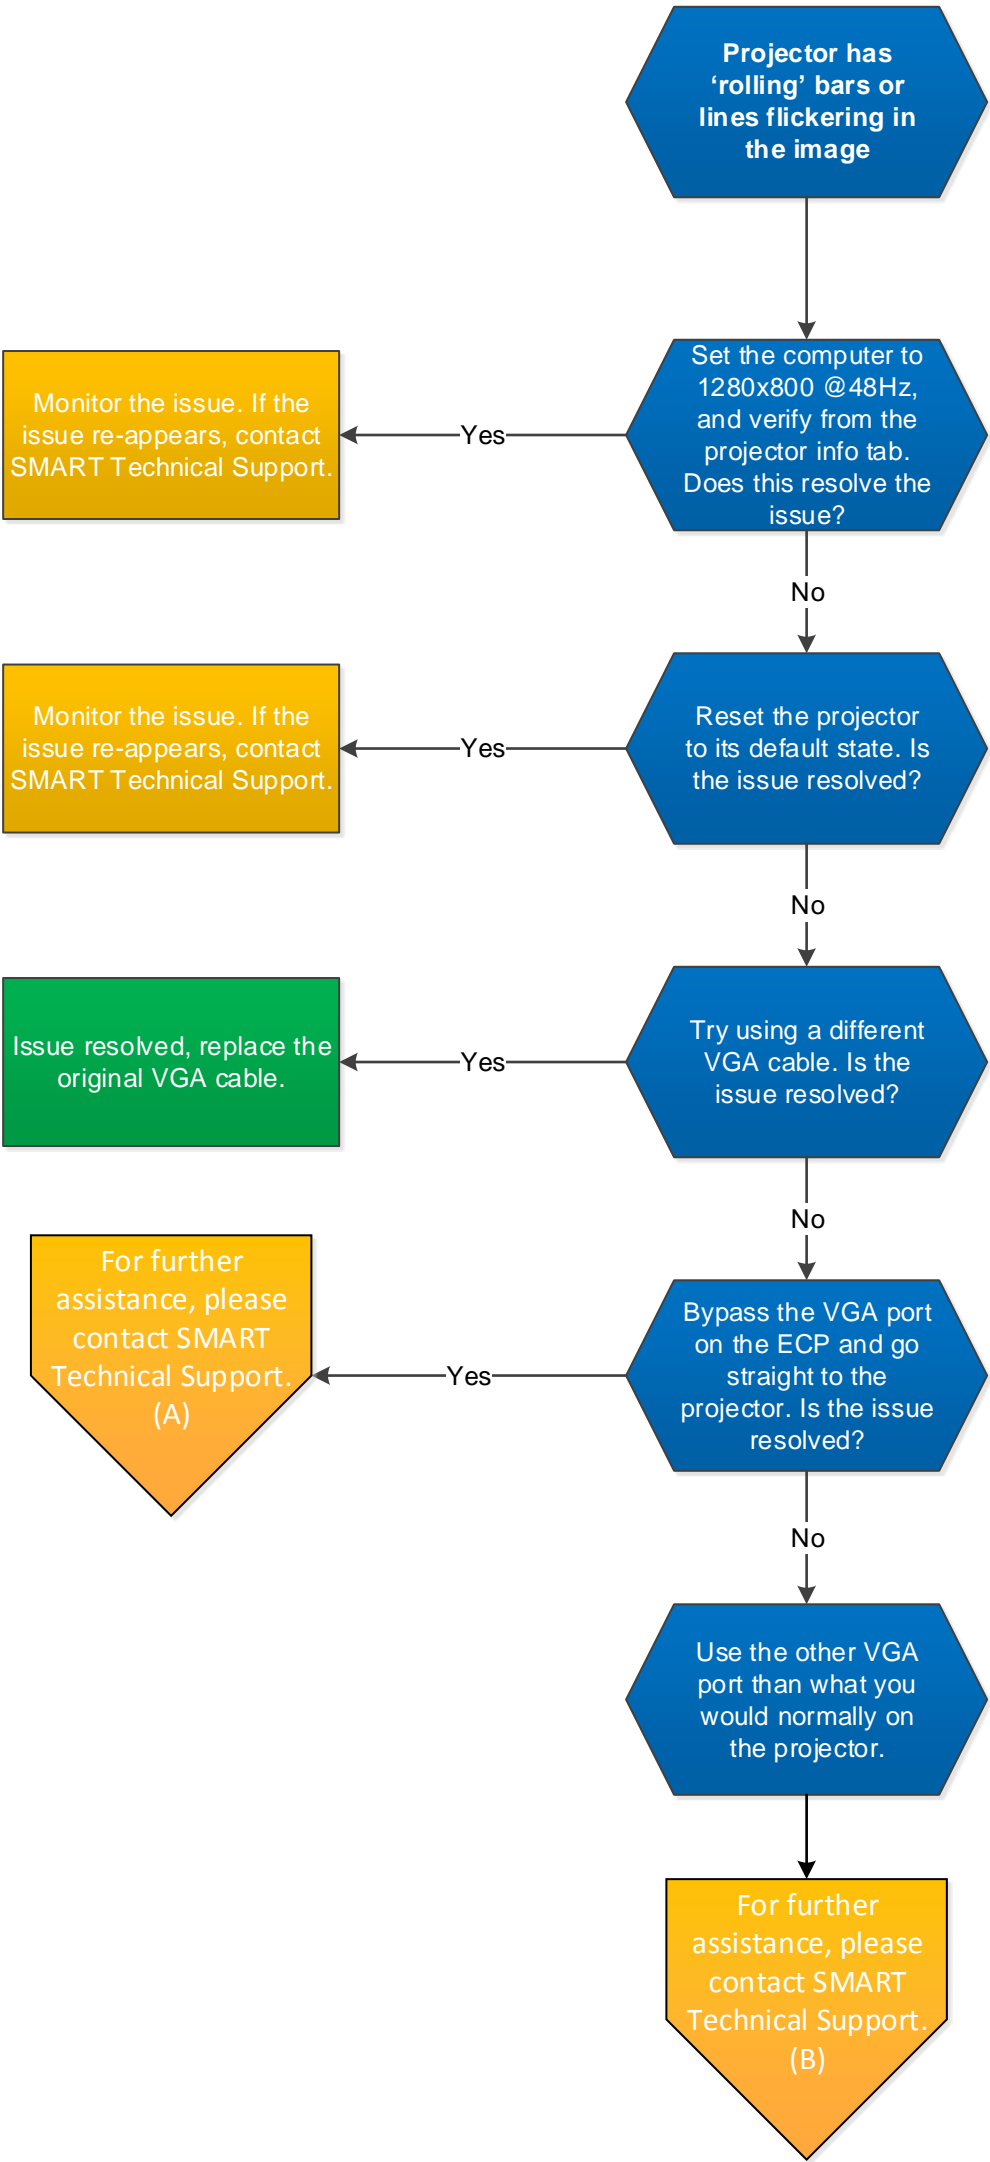 Projector has
‘rolling’ bars or
lines flickering in
the image
Set the computer to
1280x800 @48Hz,
and verify from the
projector info tab.
Does this resolve the
issue?
Yes
Monitor the issue. If the
issue re-appears, contact
SMART Technical Support.
No
Reset the projector
to its default state. Is
the issue resolved?
Yes
Monitor the issue. If the
issue re-appears, contact
SMART Technical Support.
No
Try using a different
VGA cable. Is the
issue resolved?
Yes
Issue resolved, replace the
original VGA cable.
No
Bypass the VGA port
on the ECP and go
straight to the
projector. Is the issue
resolved?
Yes
For further
assistance, please
contact SMART
Technical Support.
(A)
No
Use the other VGA
port than what you
would normally on
the projector.
For further
assistance, please
contact SMART
Technical Support.
(B)